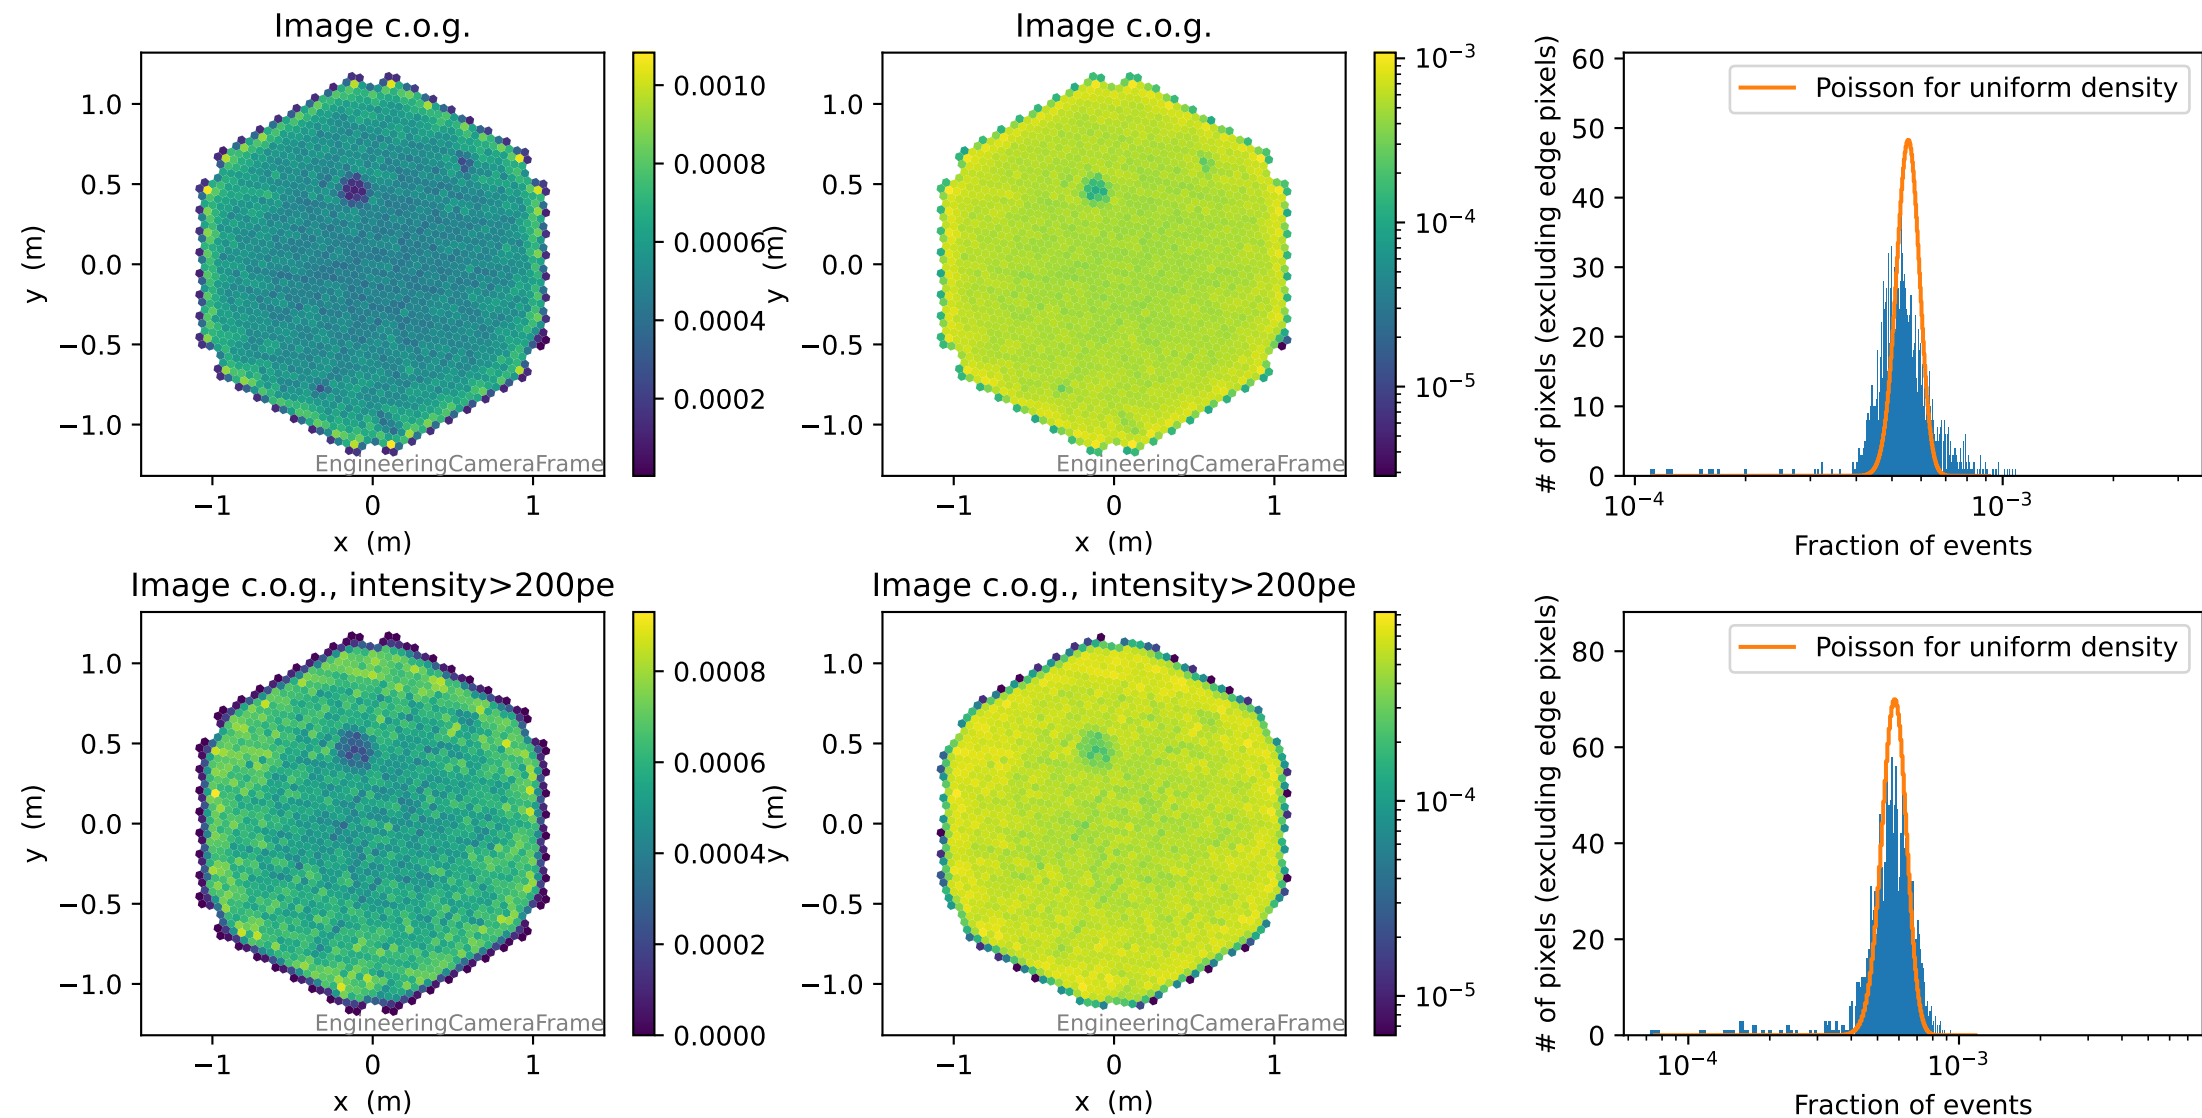 Image c.o.g.
1.0
0.5
0.0
−0.5
−1.0
y (m)
−1
0
1
x (m)
EngineeringCameraFrame
0.0010
0.0008
0.0006
0.0004
0.0002
Image c.o.g.
1.0
0.5
0.0
−0.5
−1.0
y (m)
−1
0
1
x (m)
EngineeringCameraFrame
10⁻³
10⁻⁴
10⁻⁵
60
50
40
30
20
10
0
# of pixels (excluding edge pixels)
Poisson for uniform density
10⁻⁴
10⁻³
Fraction of events
Image c.o.g., intensity>200pe
1.0
0.5
0.0
−0.5
−1.0
y (m)
−1
0
1
x (m)
EngineeringCameraFrame
0.0008
0.0006
0.0004
0.0002
0.0000
Image c.o.g., intensity>200pe
1.0
0.5
0.0
−0.5
−1.0
y (m)
−1
0
1
x (m)
EngineeringCameraFrame
10⁻⁴
10⁻⁵
80
60
40
20
0
# of pixels (excluding edge pixels)
Poisson for uniform density
10⁻⁴
10⁻³
Fraction of events